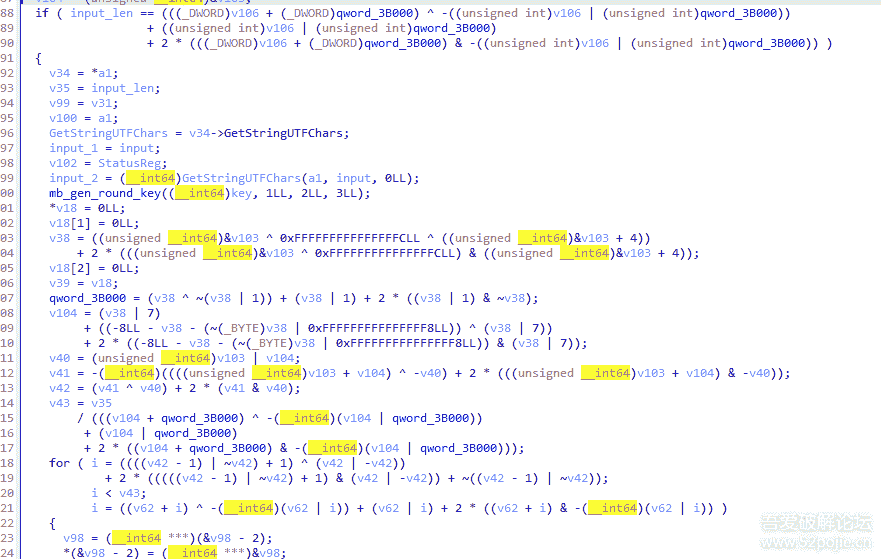 88 if ( input_len == (((_DWORD)v106 + (_DWORD)qword_3B000) ^ -((unsigned int)v106 | (unsigned int)qword_3B000))
89 + ((unsigned int)v106 | (unsigned int)qword_3B000)
90 + 2 * (((_DWORD)v106 + (_DWORD)qword_3B000) & -((unsigned int)v106 | (unsigned int)qword_3B000)) )
91 {
92 v34 = *a1;
93 v35 = input_len;
94 v99 = v31;
95 v100 = a1;
96 GetStringUTFChars = v34->GetStringUTFChars;
97 input_1 = input;
98 v102 = StatusReg;
99 input_2 = (__int64)GetStringUTFChars(a1, input, 0LL);
00 mb_gen_round_key((__int64)key, 1LL, 2LL, 3LL);
01 *v18 = 0LL;
02 v18[1] = 0LL;
03 v38 = ((unsigned __int64)&v103 ^ 0xFFFFFFFFFFFFFFFCLL ^ ((unsigned __int64)&v103 + 4))
04 + 2 * (((unsigned __int64)&v103 ^ 0xFFFFFFFFFFFFFFFCLL) & ((unsigned __int64)&v103 + 4));
05 v18[2] = 0LL;
06 v39 = v18;
07 qword_3B000 = (v38 ^ ~(v38 | 1)) + (v38 | 1) + 2 * ((v38 | 1) & ~v38);
08 v104 = (v38 | 7)
09 + ((-8LL - v38 - (~(_BYTE)v38 | 0xFFFFFFFFFFFFFFF8LL)) ^ (v38 | 7))
10 + 2 * ((-8LL - v38 - (~(_BYTE)v38 | 0xFFFFFFFFFFFFFFF8LL)) & (v38 | 7));
11 v40 = (unsigned __int64)v103 | v104;
12 v41 = -(__int64)((((unsigned __int64)v103 + v104) ^ -v40) + 2 * (((unsigned __int64)v103 + v104) & -v40));
13 v42 = (v41 ^ v40) + 2 * (v41 & v40);
14 v43 = v35
15 / (((v104 + qword_3B000) ^ -(__int64)(v104 | qword_3B000))
16 + (v104 | qword_3B000)
17 + 2 * ((v104 + qword_3B000) & -(__int64)(v104 | qword_3B000)));
18 for ( i = ((((v42 - 1) | ~v42) + 1) ^ (v42 | -v42))
19 + 2 * (((((v42 - 1) | ~v42) + 1) & (v42 | -v42)) + ~((v42 - 1) | ~v42));
20 i < v43;
21 i = ((v62 + i) ^ -(__int64)(v62 | i)) + (v62 | i) + 2 * ((v62 + i) & -(__int64)(v62 | i)) )
22 {
23 v98 = (__int64 ***)(&v98 - 2);
24 *(&v98 - 2) = (__int64 ***)&v98;
吾爱破解论坛
www.52pojie.cn